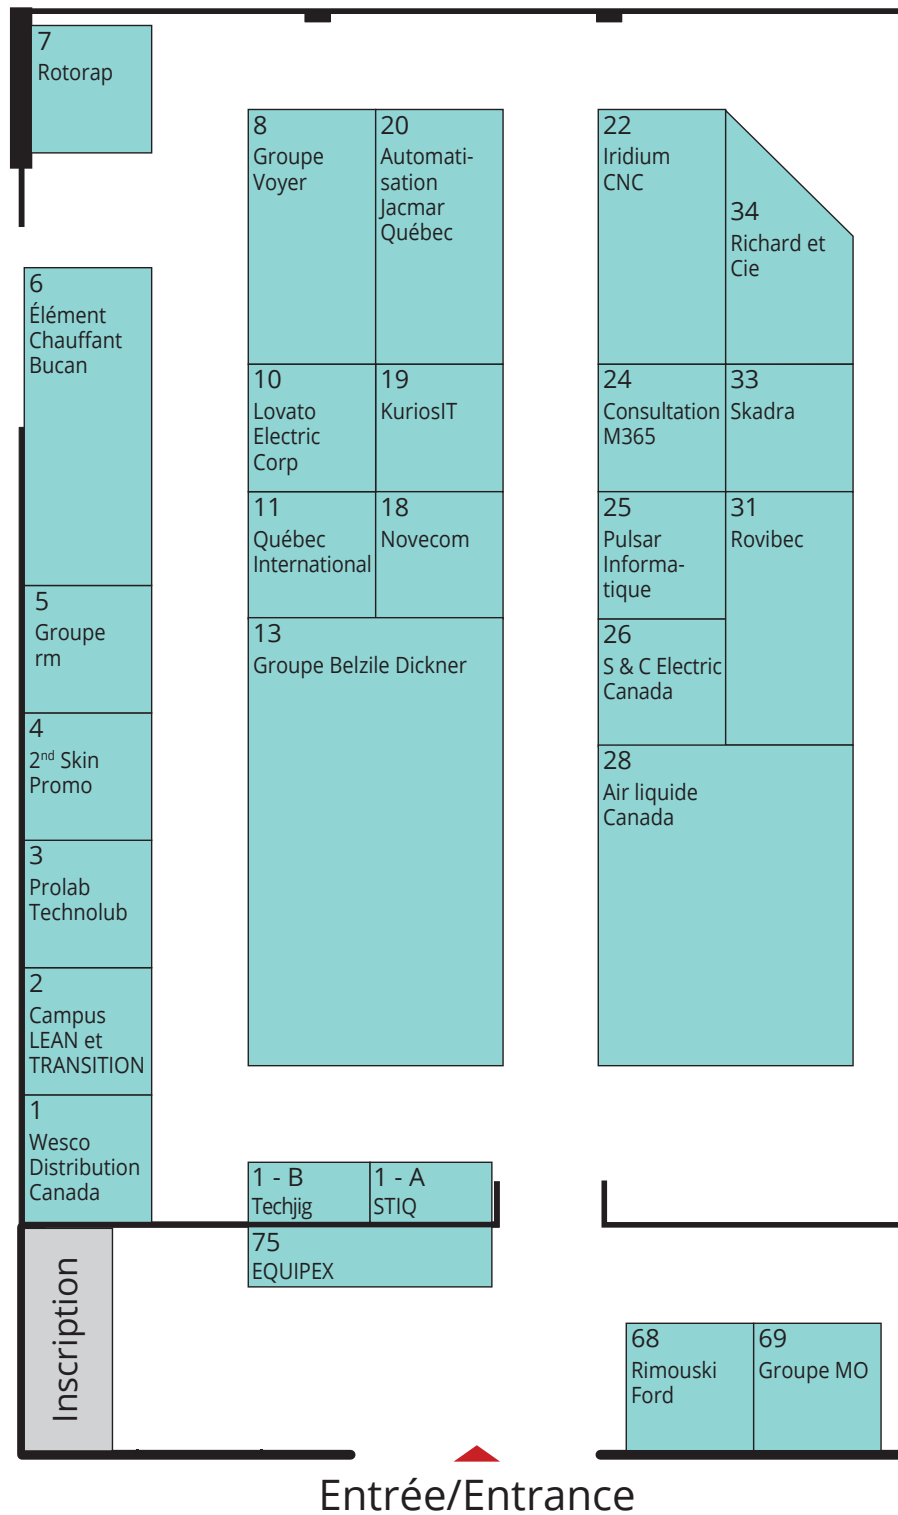 7
Rotorap
8
Groupe
Voyer
20
Automati-
sation
Jacmar
Québec
22
Iridium
CNC
34
Richard et
Cie
6
Élément
Chauffant
Bucan
10
Lovato
Electric
Corp
19
KuriosIT
24
Consultation
M365
33
Skadra
11
Québec
International
18
Novecom
25
Pulsar
Informa-
tique
31
Rovibec
5
Groupe
rm
13
Groupe Belzile Dickner
26
S & C Electric
Canada
4
2nd Skin
Promo
28
Air liquide
Canada
3
Prolab
Technolub
2
Campus
LEAN et
TRANSITION
1
Wesco
Distribution
Canada
1 - B
Techjig
1 - A
STIQ
75
EQUIPEX
Inscription
68
Rimouski
Ford
69
Groupe MO
Entrée/Entrance